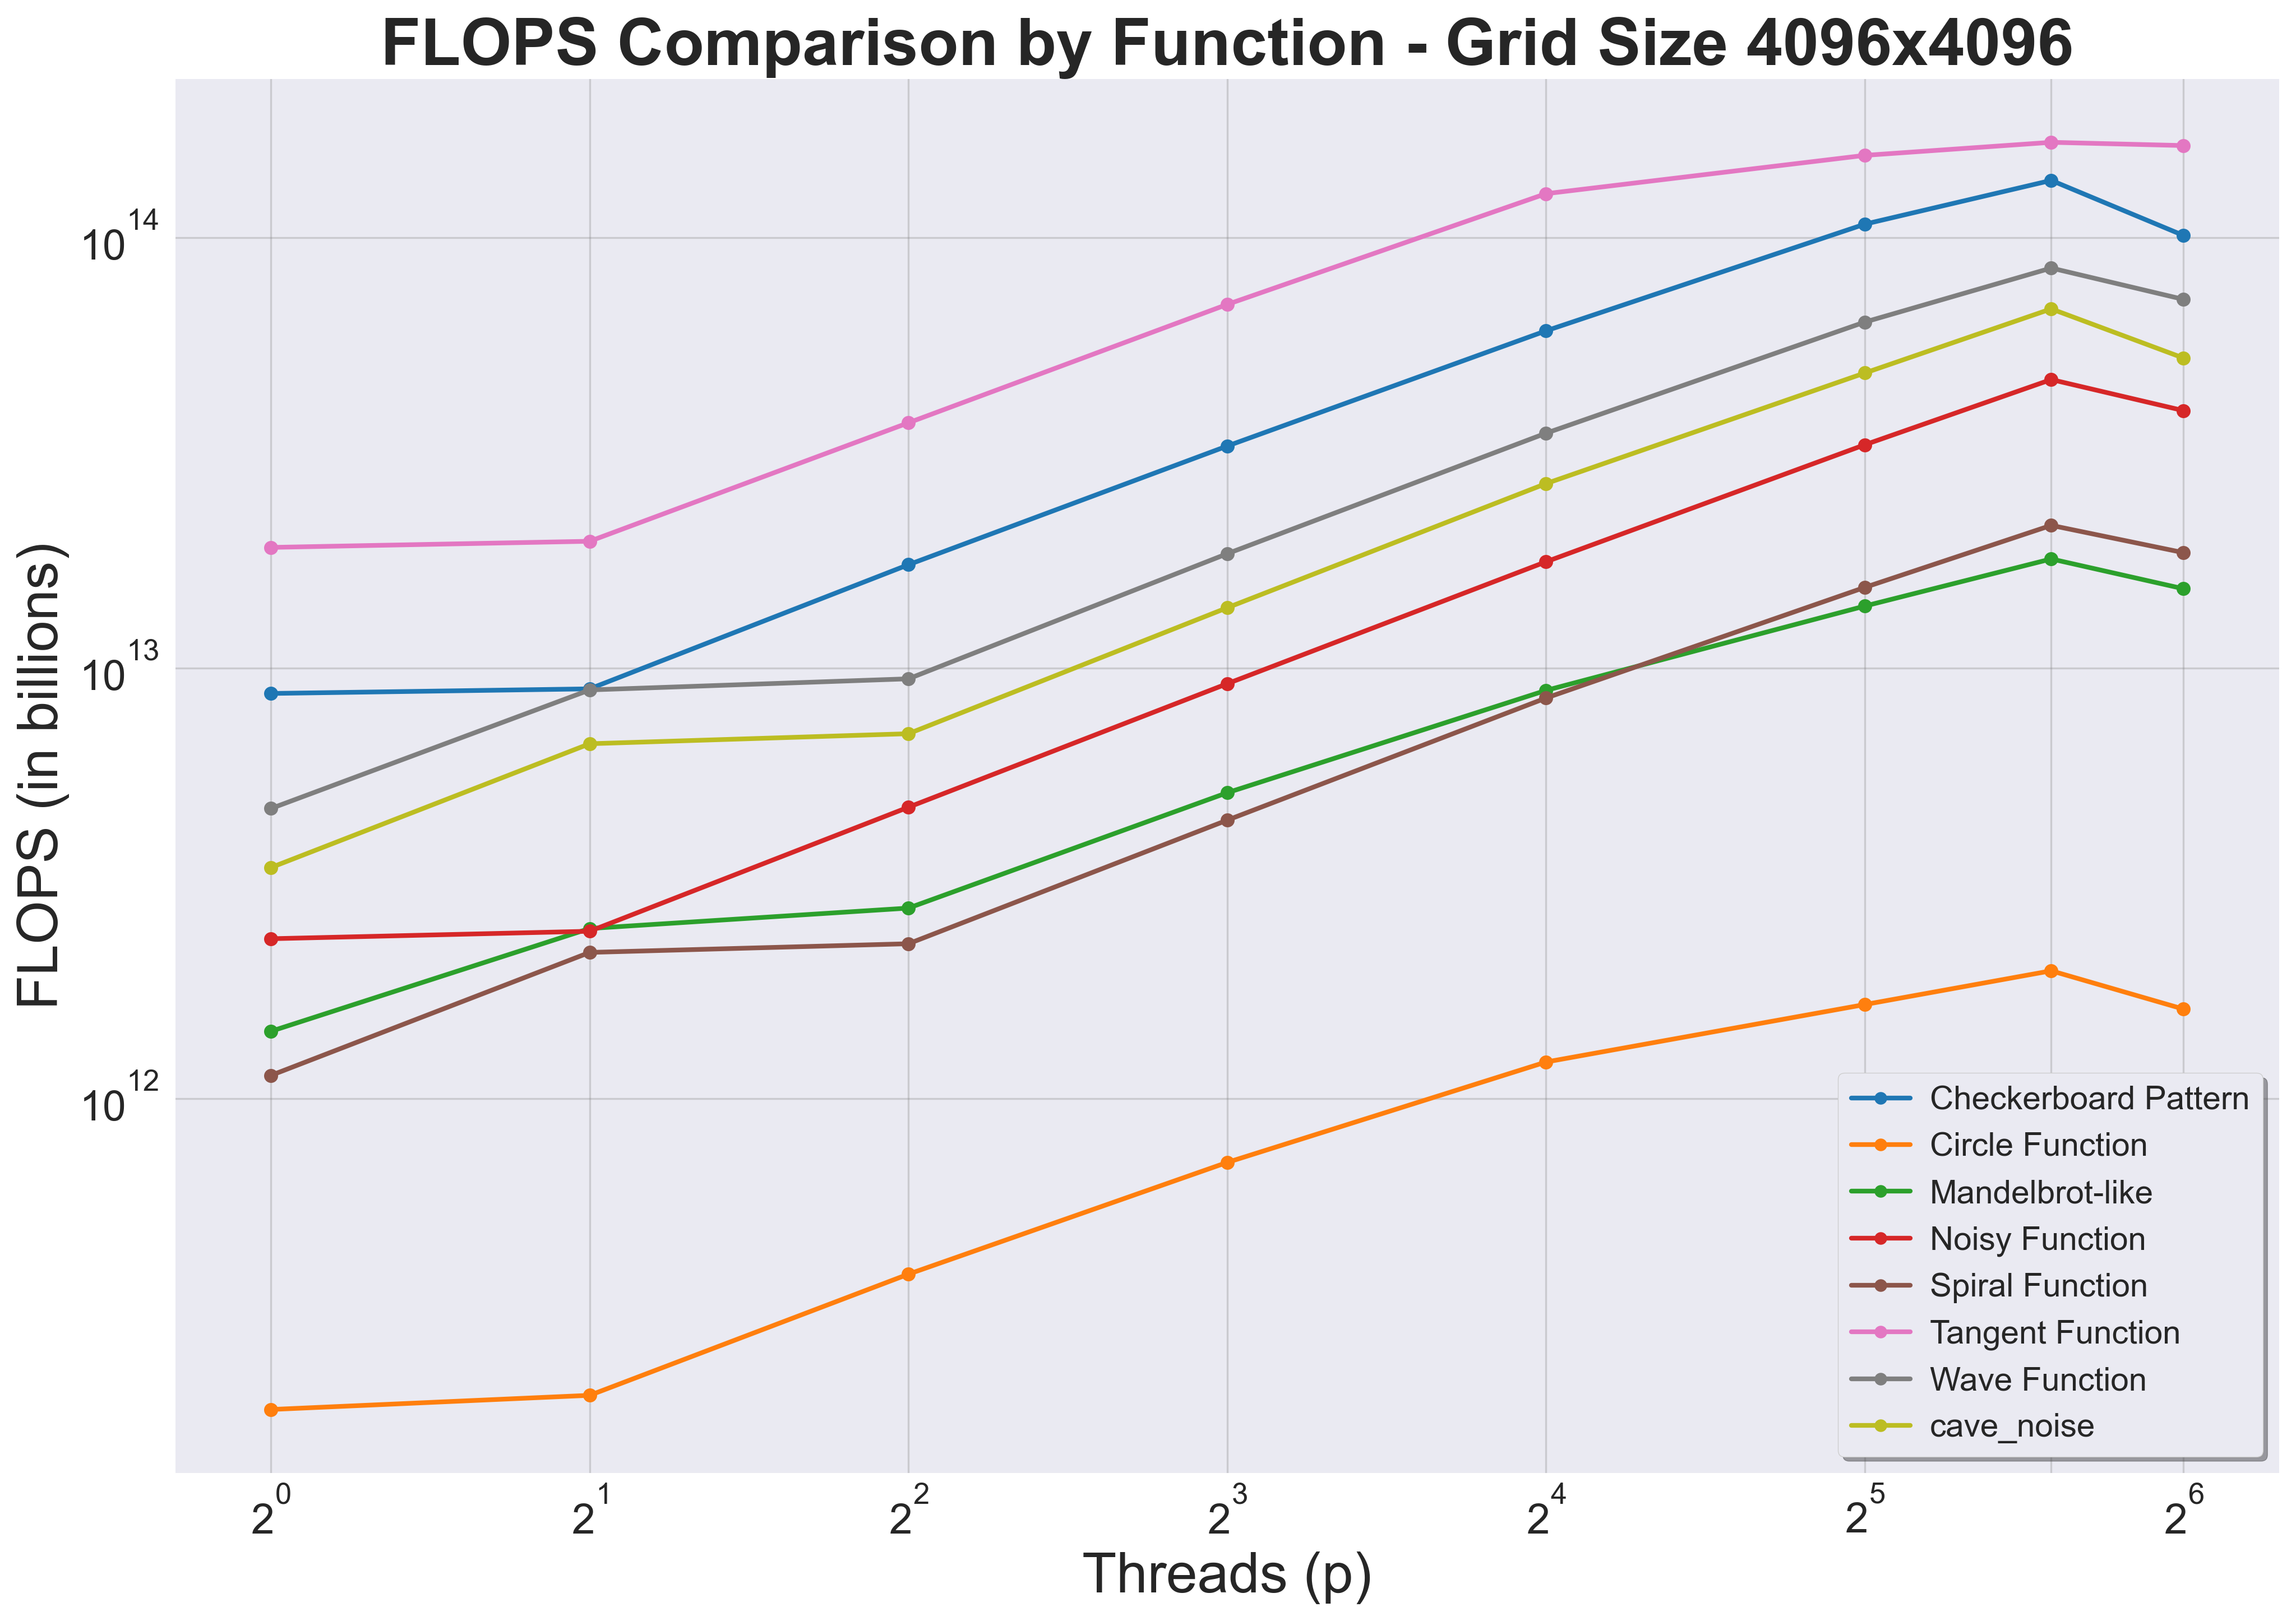 FLOPS Comparison by Function - Grid Size 4096x4096
FLOPS (in billions)
10^14
10^13
10^12
2^0
2^1
2^2
2^3
2^4
2^5
2^6
Threads (p)
Checkerboard Pattern
Circle Function
Mandelbrot-like
Noisy Function
Spiral Function
Tangent Function
Wave Function
cave_noise